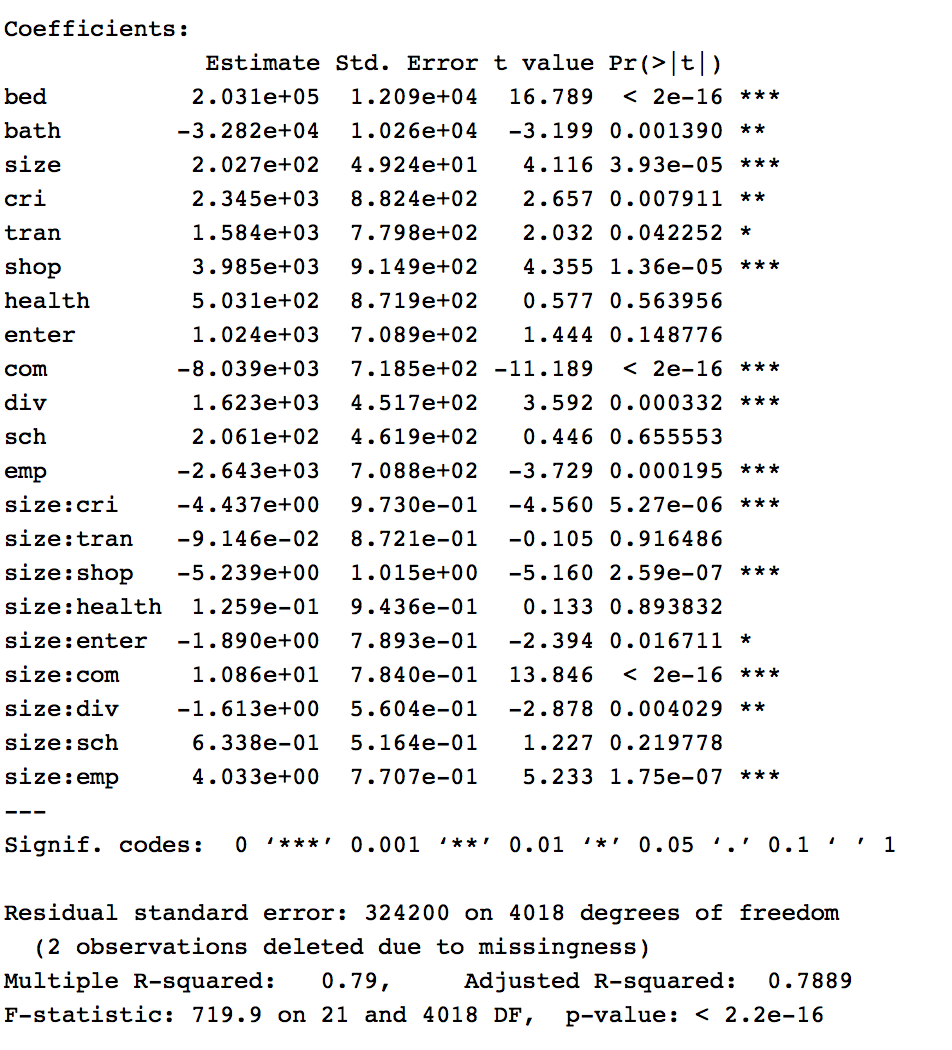 Coefficients:
Estimate Std. Error t value Pr(>|t|)
bed 2.031e+05 1.209e+04 16.789 < 2e-16 ***
bath -3.282e+04 1.026e+04 -3.199 0.001390 **
size 2.027e+02 4.924e+01 4.116 3.93e-05 ***
cri 2.345e+03 8.824e+02 2.657 0.007911 **
tran 1.584e+03 7.798e+02 2.032 0.042252 *
shop 3.985e+03 9.149e+02 4.355 1.36e-05 ***
health 5.031e+02 8.719e+02 0.577 0.563956
enter 1.024e+03 7.089e+02 1.444 0.148776
com -8.039e+03 7.185e+02 -11.189 < 2e-16 ***
div 1.623e+03 4.517e+02 3.592 0.000332 ***
sch 2.061e+02 4.619e+02 0.446 0.655553
emp -2.643e+03 7.088e+02 -3.729 0.000195 ***
size:cri -4.437e+00 9.730e-01 -4.560 5.27e-06 ***
size:tran -9.146e-02 8.721e-01 -0.105 0.916486
size:shop -5.239e+00 1.015e+00 -5.160 2.59e-07 ***
size:health 1.259e-01 9.436e-01 0.133 0.893832
size:enter -1.890e+00 7.893e-01 -2.394 0.016711 *
size:com 1.086e+01 7.840e-01 13.846 < 2e-16 ***
size:div -1.613e+00 5.604e-01 -2.878 0.004029 **
size:sch 6.338e-01 5.164e-01 1.227 0.219778
size:emp 4.033e+00 7.707e-01 5.233 1.75e-07 ***
---
Signif. codes: 0 ‘***’ 0.001 ‘**’ 0.01 ‘*’ 0.05 ‘.’ 0.1 ‘ ’ 1
Residual standard error: 324200 on 4018 degrees of freedom
(2 observations deleted due to missingness)
Multiple R-squared: 0.79, Adjusted R-squared: 0.7889
F-statistic: 719.9 on 21 and 4018 DF, p-value: < 2.2e-16